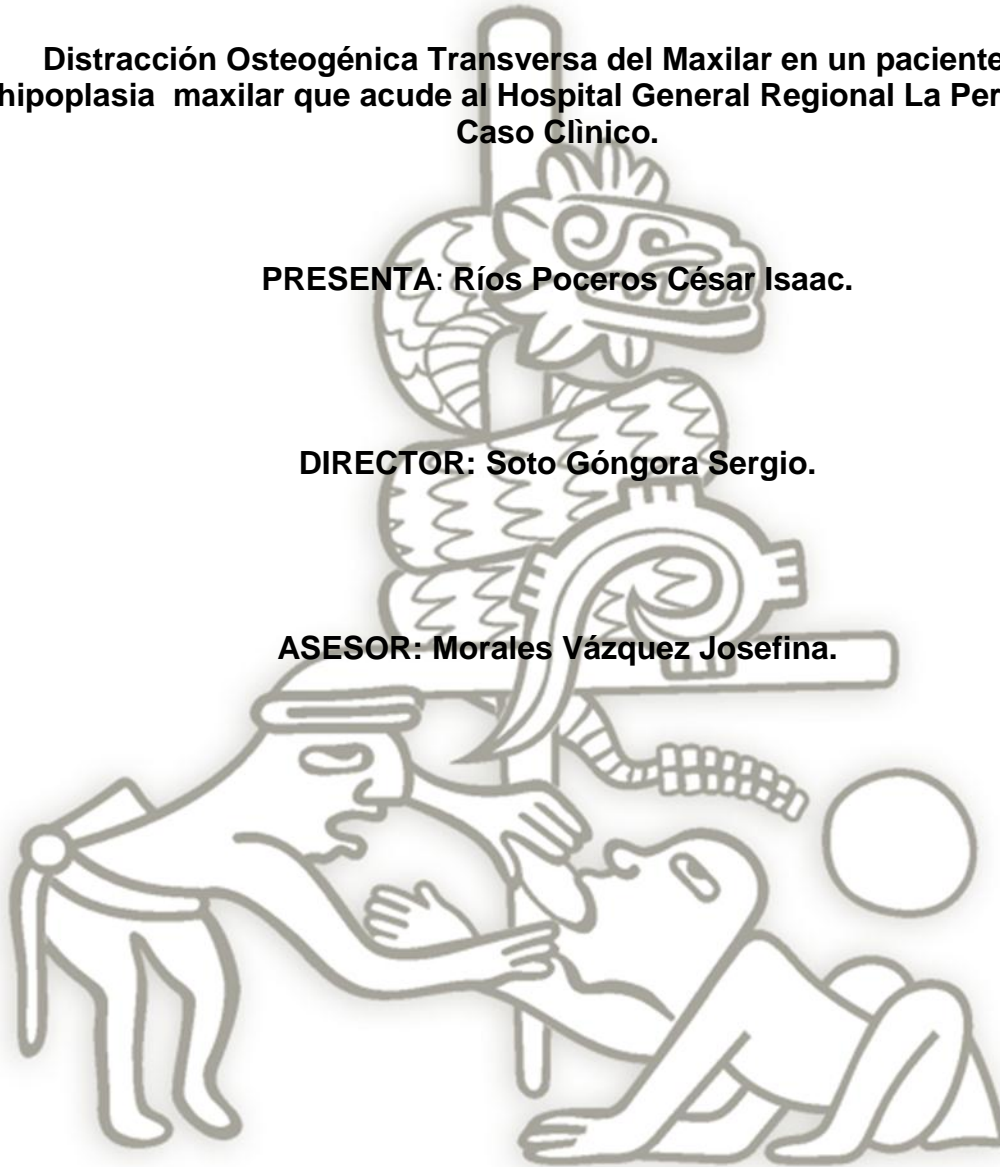 Distracción Osteogénica Transversa del Maxilar en un paciente
hipoplasia maxilar que acude al Hospital General Regional La Per
Caso Clìnico.
PRESENTA: Ríos Poceros César Isaac.
DIRECTOR: Soto Góngora Sergio.
ASESOR: Morales Vázquez Josefina.